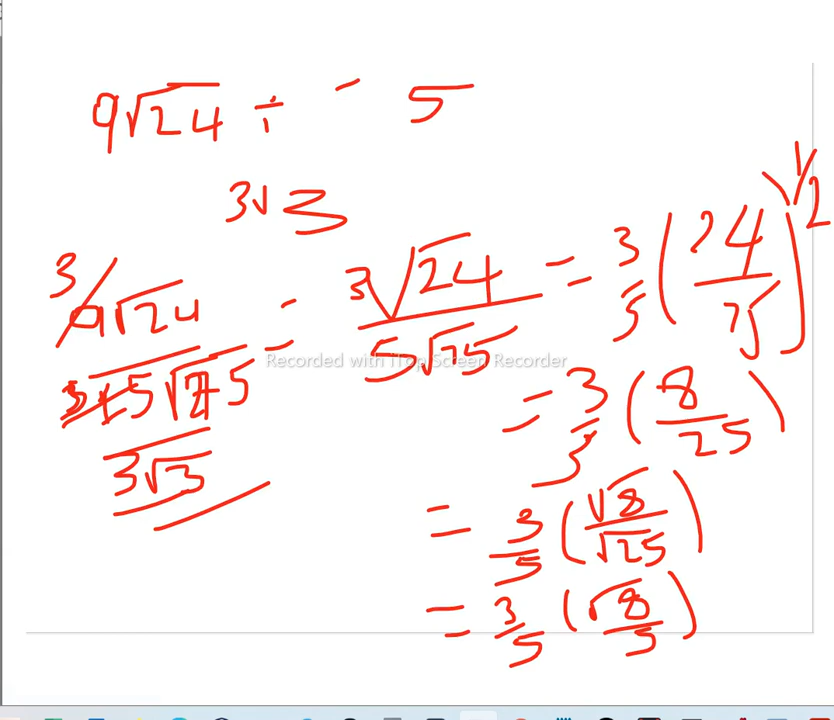 9√24 ÷ - 5
3√3
3 9√24 / 5√75 = 3√24 / 5√75 = 3/5 (24/75)^1/2
3√3
= 3/5 (8/25)
= 3/5 (√8/√25)
= 3/5 (√8/5)
Recorded with iTop Screen Recorder